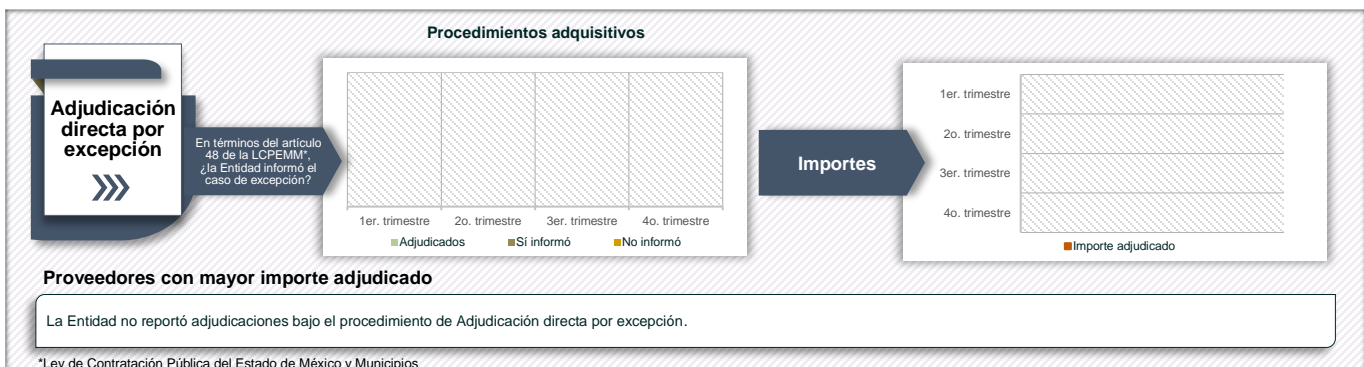 Procedimientos adquisitivos
Adjudicación
directa por
excepción
En términos del artículo
48 de la LCPEMM*,
¿la Entidad informó el
caso de excepción?
1er. trimestre 2o. trimestre 3er. trimestre 4o. trimestre
Adjudicados Sí informó No informó
Importes
1er. trimestre
2o. trimestre
3er. trimestre
4o. trimestre
Importe adjudicado
Proveedores con mayor importe adjudicado
La Entidad no reportó adjudicaciones bajo el procedimiento de Adjudicación directa por excepción.
*Ley de Contratación Pública del Estado de México y Municipios